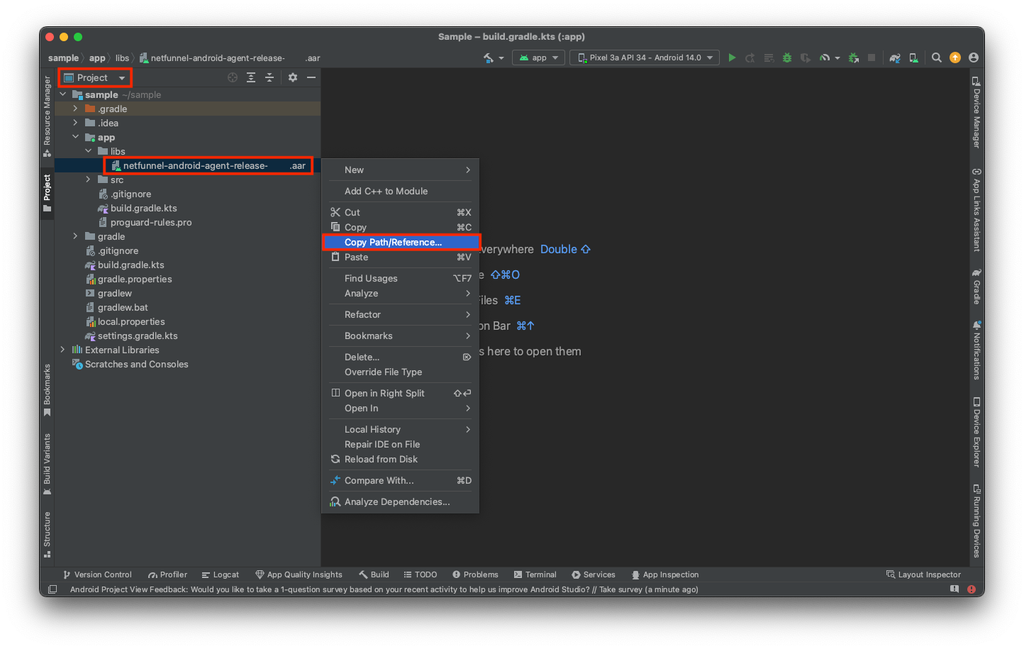 Sample – build.gradle.kts (:app)
sample app libs netfunnel-android-agent-release- .aar
app
Pixel 3a API 34 - Android 14.0
Project
sample ~/sample
.gradle
.idea
app
libs
netfunnel-android-agent-release- .aar
src
.gitignore
build.gradle.kts
proguard-rules.pro
gradle
.gitignore
build.gradle.kts
gradle.properties
gradlew
gradlew.bat
local.properties
settings.gradle.kts
External Libraries
Scratches and Consoles
Resource Manager
Project
Bookmarks
Build Variants
Structure
New
Add C++ to Module
Cut ⌘X
Copy ⌘C
Copy Path/Reference...
Paste ⌘V
Find Usages ⌥F7
Analyze
Refactor
Bookmarks
Delete... ⌦
Override File Type
Open in Right Split ⇧↩
Open In
Local History
Repair IDE on File
Reload from Disk
Compare With... ⌘D
Analyze Dependencies...
verywhere Double ⇧
e ⇧⌘O
Files ⌘E
on Bar ⌘↑
s here to open them
Device Manager
App Links Assistant
Gradle
Notifications
Device Explorer
Running Devices
Version Control Profiler Logcat App Quality Insights Build TODO Problems Terminal Services App Inspection Layout Inspector
Android Project View Feedback: Would you like to take a 1-question survey based on your recent activity to help us improve Android Studio? // Take survey (a minute ago)